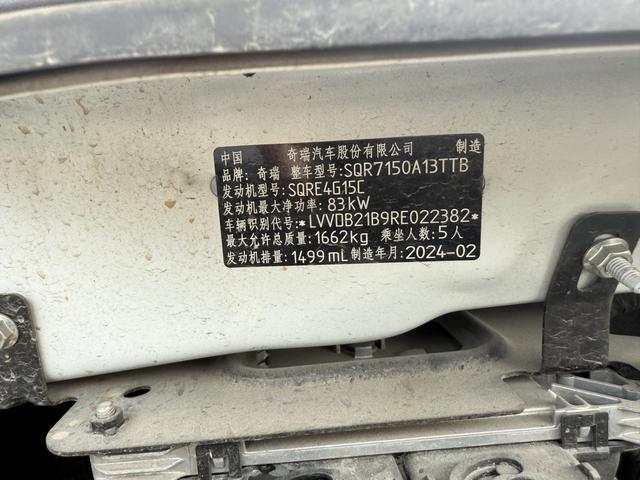 中国 奇瑞汽车股份有限公司 制造
品牌: 奇瑞 整车型号:SQR7150A13TTB
发动机型号:SQRE4G15C
发动机最大净功率:83kW
车辆识别代号:*LVVDB21B9RE022382*
最大允许总质量:1662kg 乘坐人数:5人
发动机排量:1499mL 制造年月:2024-02